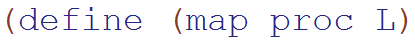 (define (map proc L)